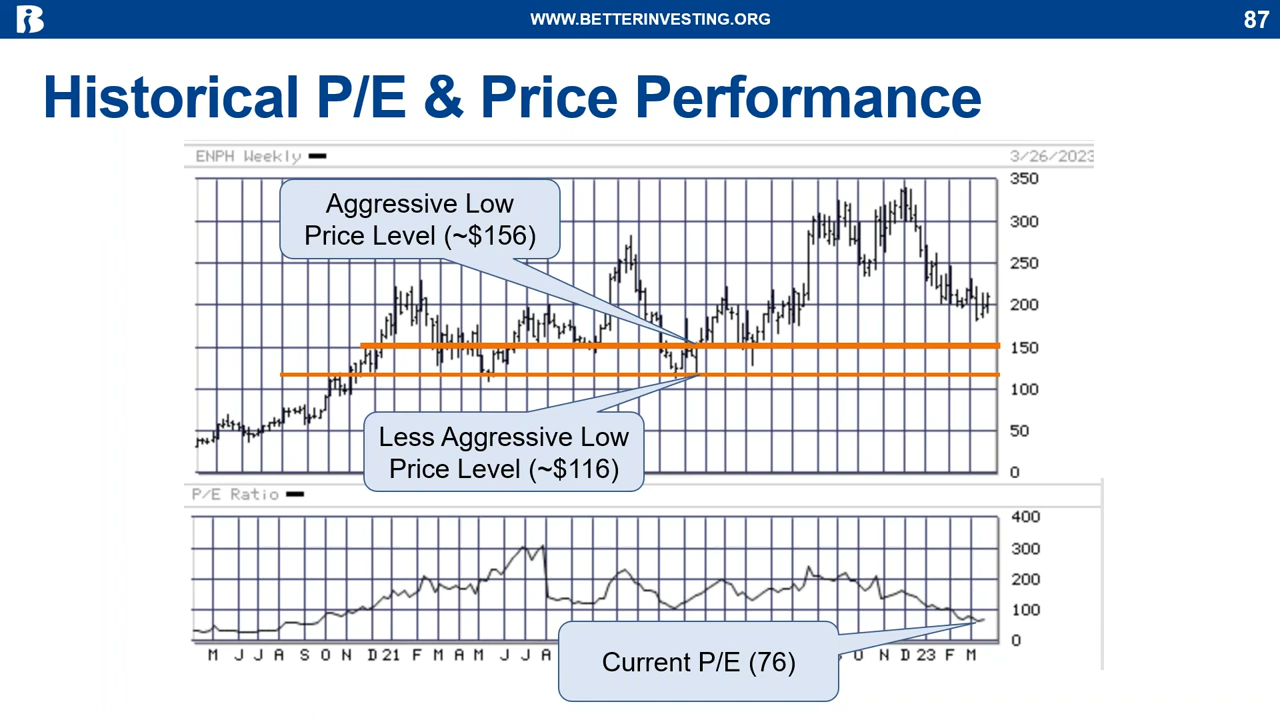 WWW.BETTERINVESTING.ORG
87
Historical P/E & Price Performance
ENPH Weekly
3/26/2023
Aggressive Low
Price Level (~$156)
350
300
250
200
150
100
50
0
Less Aggressive Low
Price Level (~$116)
P/E Ratio
400
300
200
100
0
M J J A S O N D 21 F M A M J J A O N D 23 F M
Current P/E (76)